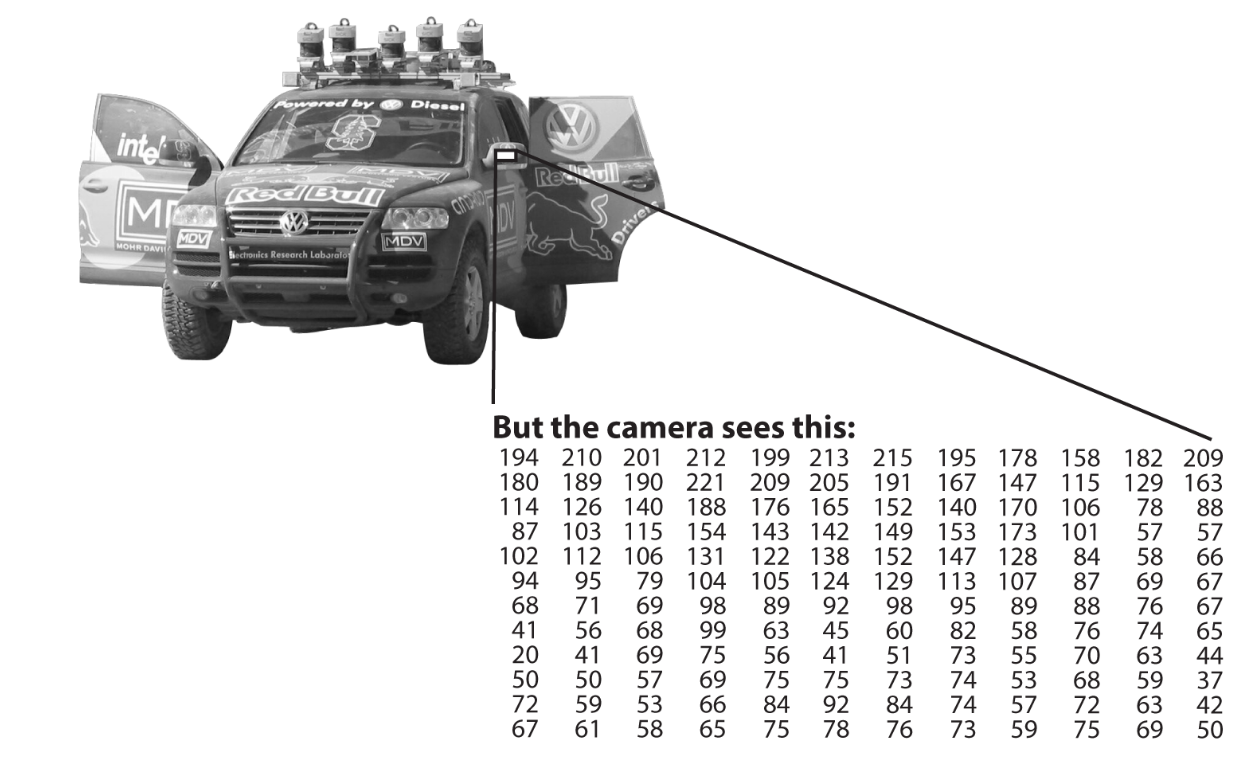 Powered by VW Diesel
intel
Red Bull
MDV
Red Bull
MDV
MOHR DAVI
MDV
MDV
MDV
Drivers
Electronics Research Laborato
But the camera sees this:
194 210 201 212 199 213 215 195 178 158 182 209
180 189 190 221 209 205 191 167 147 115 129 163
114 126 140 188 176 165 152 140 170 106 78 88
87 103 115 154 143 142 149 153 173 101 57 57
102 112 106 131 122 138 152 147 128 84 58 66
94 95 79 104 105 124 129 113 107 87 69 67
68 71 69 98 89 92 98 95 89 88 76 67
41 56 68 99 63 45 60 82 58 76 74 65
20 41 69 75 56 41 51 73 55 70 63 44
50 50 57 69 75 75 73 74 53 68 59 37
72 59 53 66 84 92 84 74 57 72 63 42
67 61 58 65 75 78 76 73 59 75 69 50